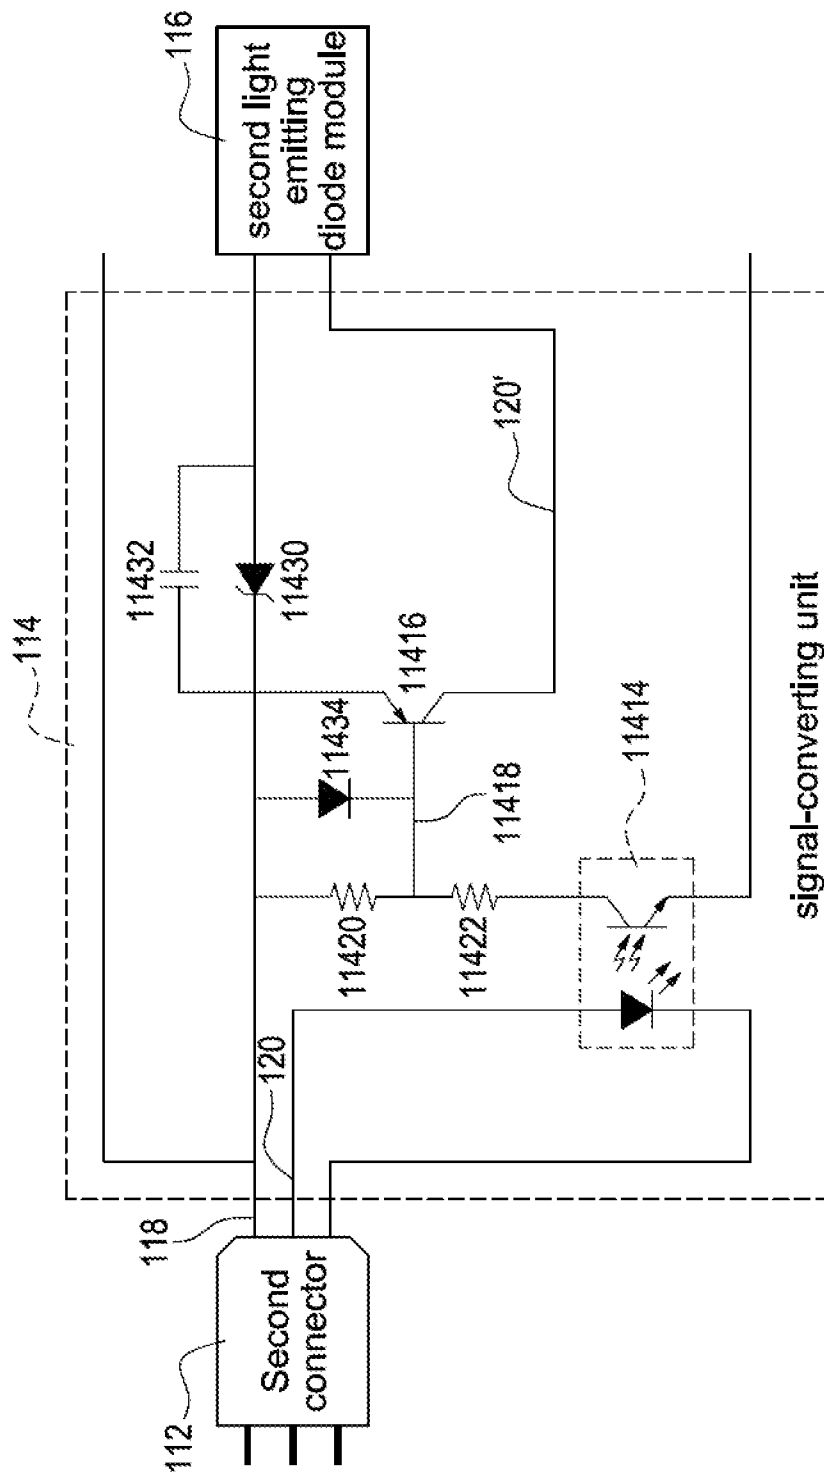 114
116
112
118
120
120'
11432
11430
11434
11416
11418
11420
11422
11414
Second
connector
second light
emitting
diode module
signal-converting unit